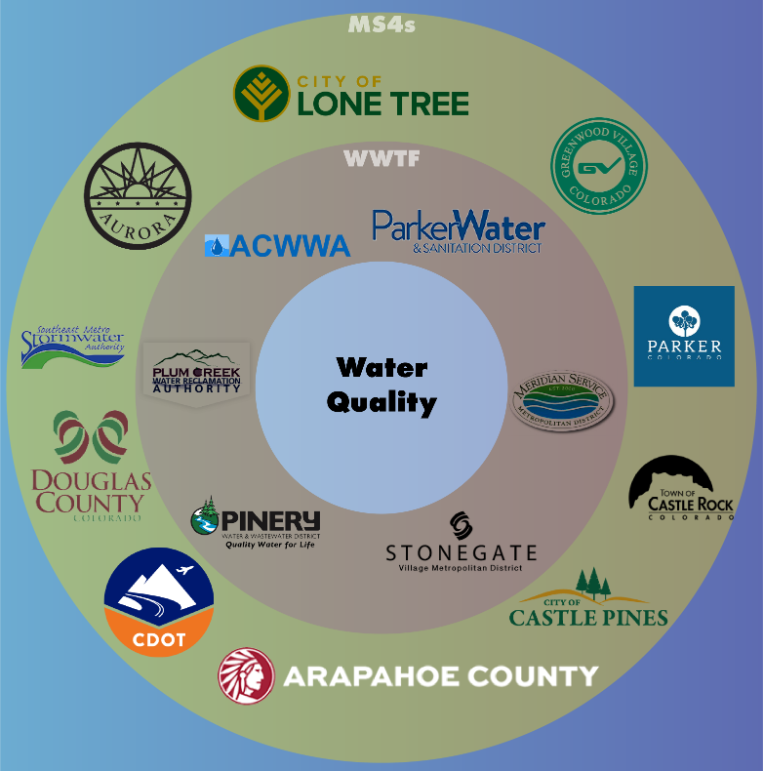 MS4s
CITY OF
LONE TREE
WWTF
GREENWOOD VILLAGE
GV
COLORADO
AURORA
ParkerWater
& SANITATION DISTRICT
ACWWA
Southeast Metro
Stormwater
Authority
PARKER
COLORADO
PLUM CREEK
WATER RECLAMATION
AUTHORITY
Water
Quality
MERIDIAN SERVICE
EST. 1997
METROPOLITAN DISTRICT
DOUGLAS
COUNTY
COLORADO
TOWN OF
CASTLE ROCK
COLORADO
PINERY
WATER & WASTEWATER DISTRICT
Quality Water for Life
STONEGATE
Village Metropolitan District
CDOT
CITY OF
CASTLE PINES
ARAPAHOE COUNTY